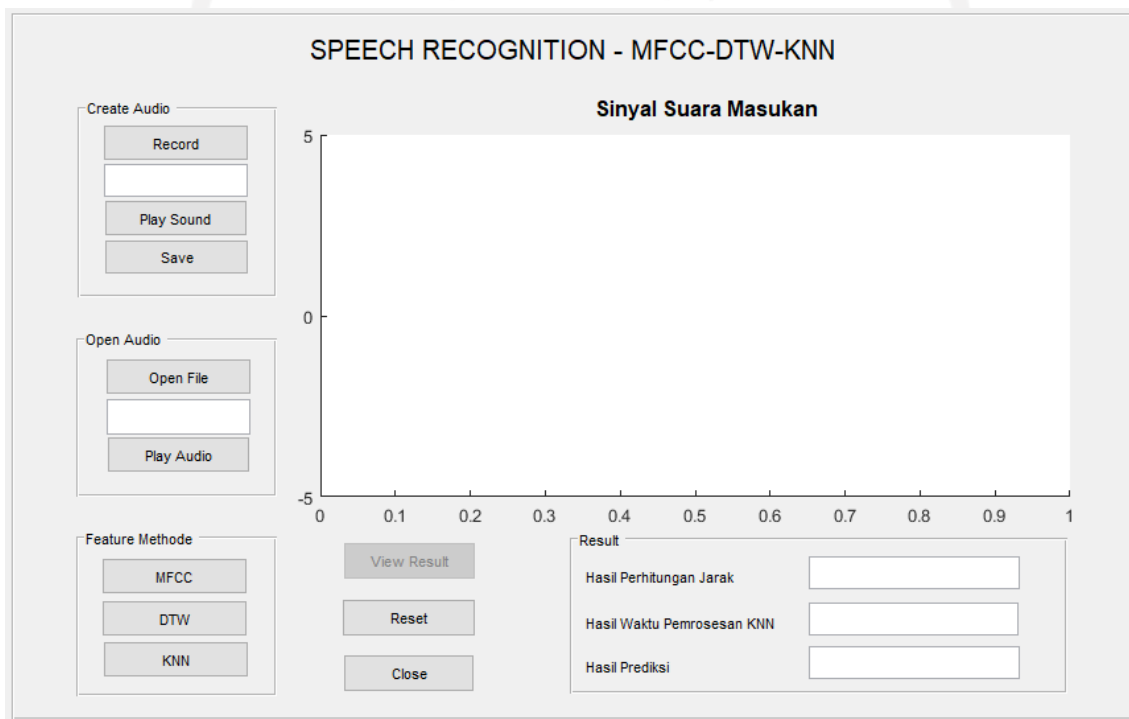 SPEECH RECOGNITION - MFCC-DTW-KNN
Create Audio
Record
Play Sound
Save
Open Audio
Open File
Play Audio
Feature Methode
MFCC
DTW
KNN
Sinyal Suara Masukan
5
0
-5
0 0.1 0.2 0.3 0.4 0.5 0.6 0.7 0.8 0.9 1
View Result
Reset
Close
Result
Hasil Perhitungan Jarak
Hasil Waktu Pemrosesan KNN
Hasil Prediksi